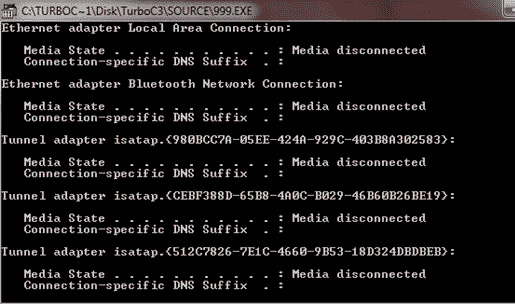 C:\TURBOC~1\Disk\TurboC3\SOURCE\999.EXE
Ethernet adapter Local Area Connection:
Media State . . . . . . . . . . . : Media disconnected
Connection-specific DNS Suffix . :
Ethernet adapter Bluetooth Network Connection:
Media State . . . . . . . . . . . : Media disconnected
Connection-specific DNS Suffix . :
Tunnel adapter isatap.{980BCC7A-05EE-424A-929C-403B8A302583}:
Media State . . . . . . . . . . . : Media disconnected
Connection-specific DNS Suffix . :
Tunnel adapter isatap.{CEBF388D-65B8-4A0C-B029-46B60B26BE19}:
Media State . . . . . . . . . . . : Media disconnected
Connection-specific DNS Suffix . :
Tunnel adapter isatap.{512C7826-7E1C-4660-9B53-18D324DBDBEB}:
Media State . . . . . . . . . . . : Media disconnected
Connection-specific DNS Suffix . :